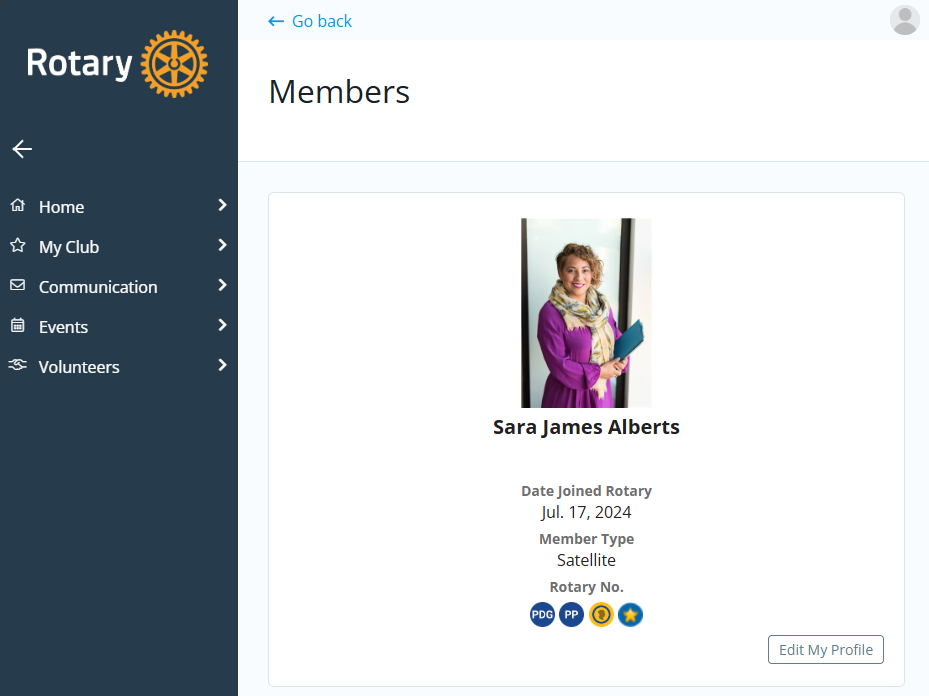 Rotary
Home
My Club
Communication
Events
Volunteers
Go back
Members
Sara James Alberts
Date Joined Rotary
Jul. 17, 2024
Member Type
Satellite
Rotary No.
PDG PP
Edit My Profile